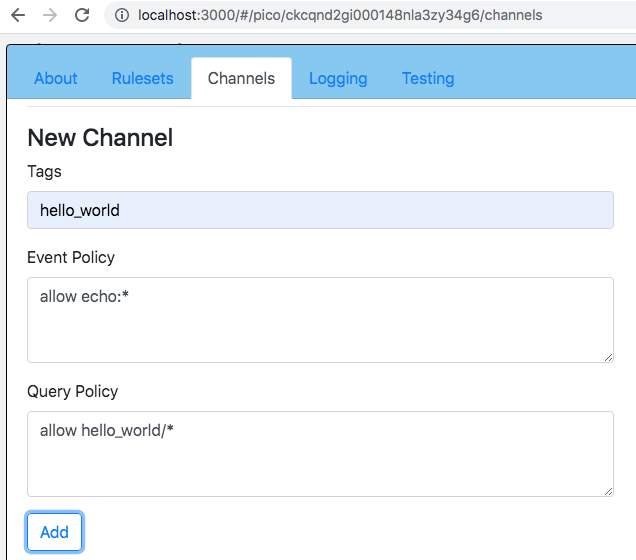 localhost:3000/#/pico/ckcqnd2gi000148nla3zy34g6/channels
About Rulesets Channels Logging Testing
New Channel
Tags
hello_world
Event Policy
allow echo:*
Query Policy
allow hello_world/*
Add